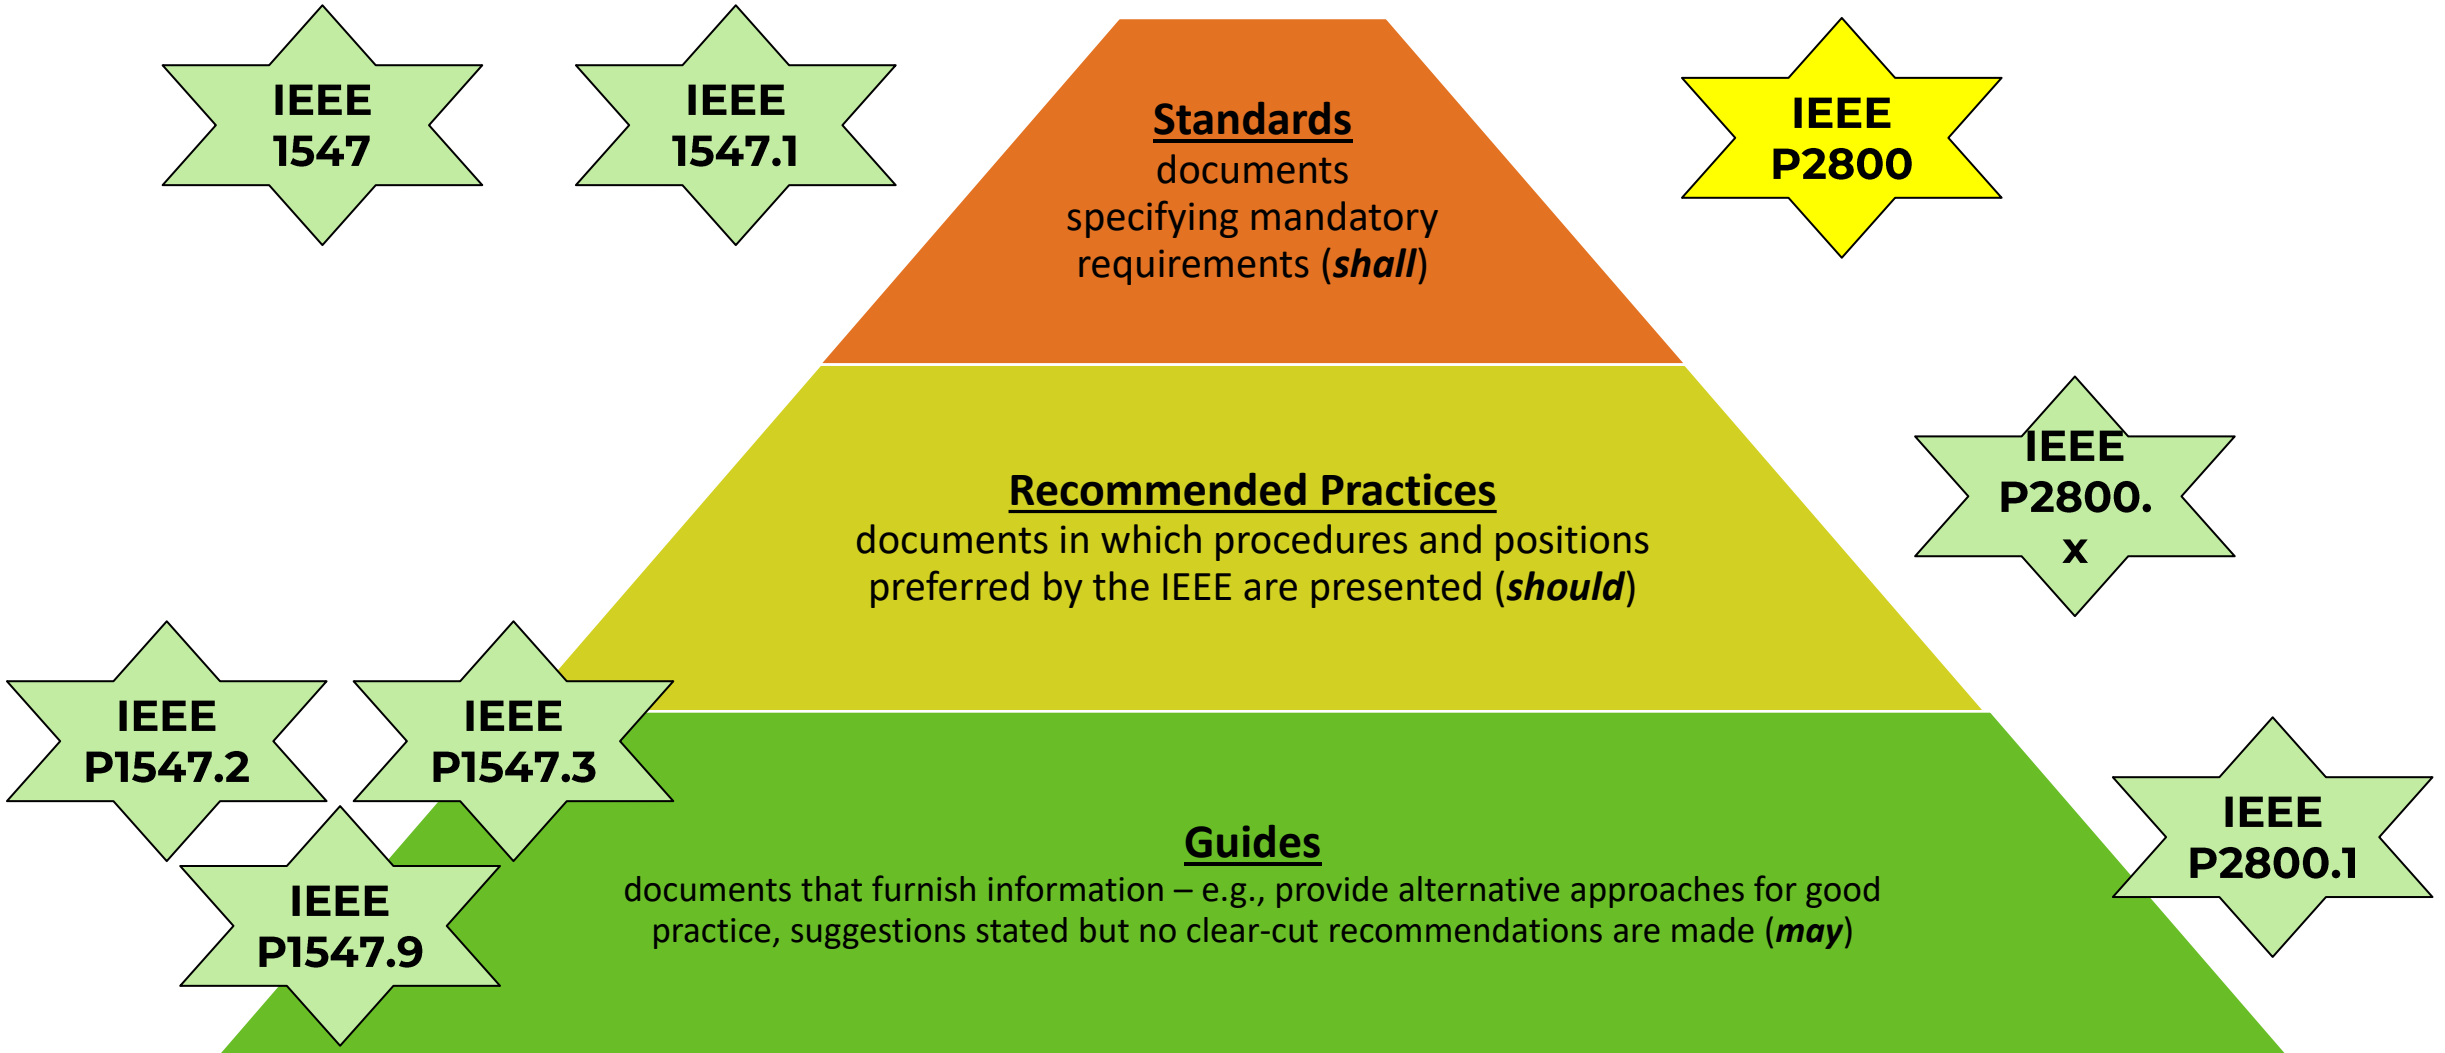 IEEE
1547
IEEE
1547.1
Standards
documents
specifying mandatory
requirements (shall)
IEEE
P2800
Recommended Practices
documents in which procedures and positions
preferred by the IEEE are presented (should)
IEEE
P2800.
x
IEEE
P1547.2
IEEE
P1547.3
IEEE
P1547.9
Guides
documents that furnish information – e.g., provide alternative approaches for good
practice, suggestions stated but no clear-cut recommendations are made (may)
IEEE
P2800.1